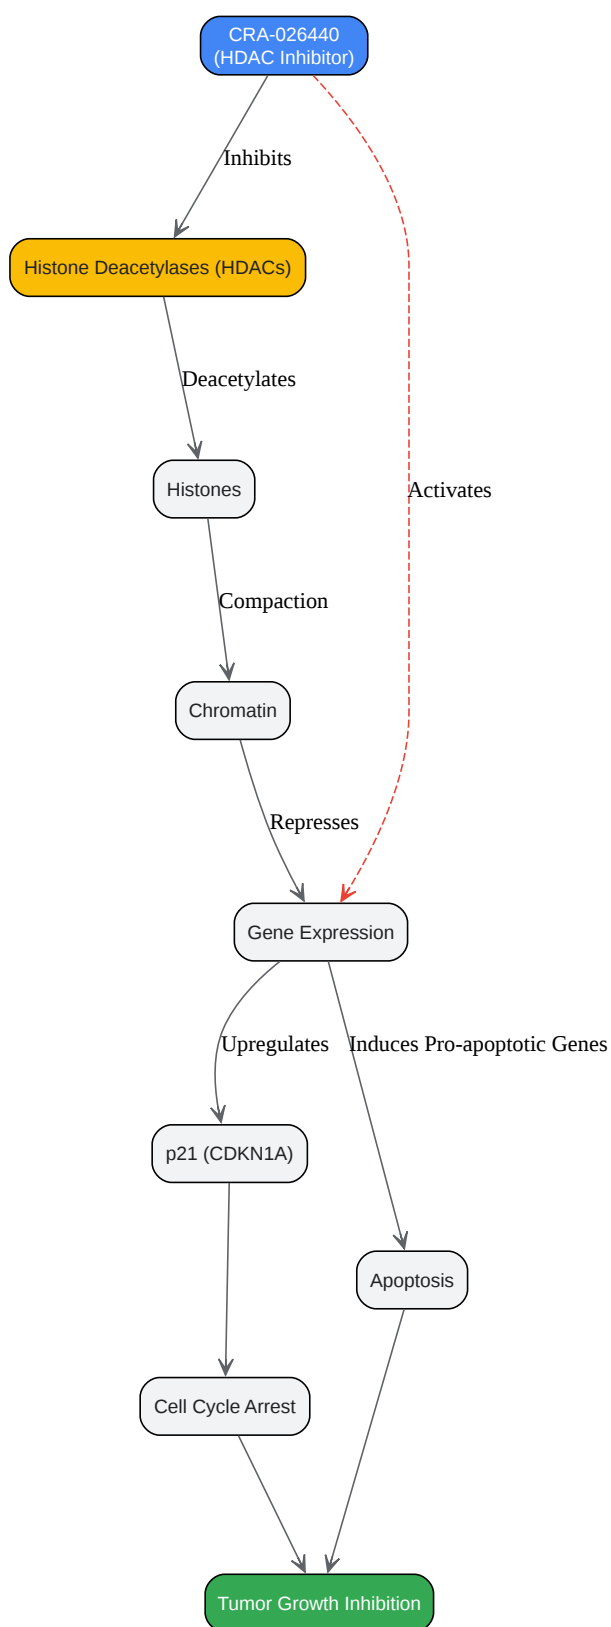 CRA-026440
(HDAC Inhibitor)
Inhibits
Histone Deacetylases (HDACs)
Deacetylates
Histones
Activates
Compaction
Chromatin
Represses
Gene Expression
Upregulates
Induces Pro-apoptotic Genes
p21 (CDKN1A)
Apoptosis
Cell Cycle Arrest
Tumor Growth Inhibition